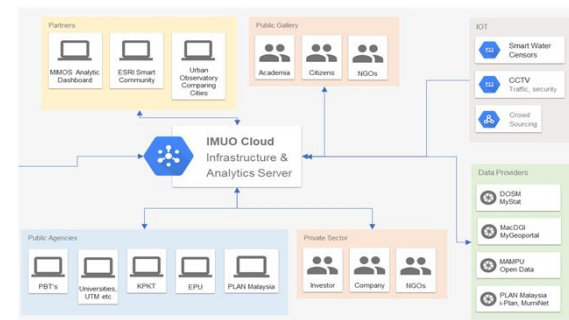 Partners
MIMOS Analytic
Dashboard
ESRI Smart
Community
Urban
Observatory
Comparing
Cities
Public Gallery
Academia
Citizens
NGOs
IOT
Smart Water
Censors
CCTV
Traffic, security
Crowd
Sourcing
IMUO Cloud
Infrastructure &
Analytics Server
Data Providers
DOSM
MyStat
MacDGI
MyGeoportal
MAMPU
Open Data
PLAN Malaysia
i-Plan, MurniNet
Public Agencies
PBT's
Universities,
UTM etc
KPKT
EPU
PLAN Malaysia
Private Sector
Investor
Company
NGOs